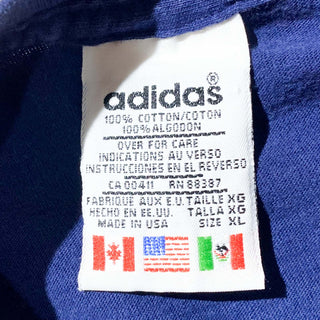 adidas®
100% COTTON/COTON
100% ALGODON
OVER FOR CARE
INDICATIONS AU VERSO
INSTRUCCIONES EN EL REVERSO
CA 00411 RN 88387
FABRIQUE AUX E.U. TAILLE XG
HECHO EN EE.UU. TALLA XG
MADE IN USA SIZE XL